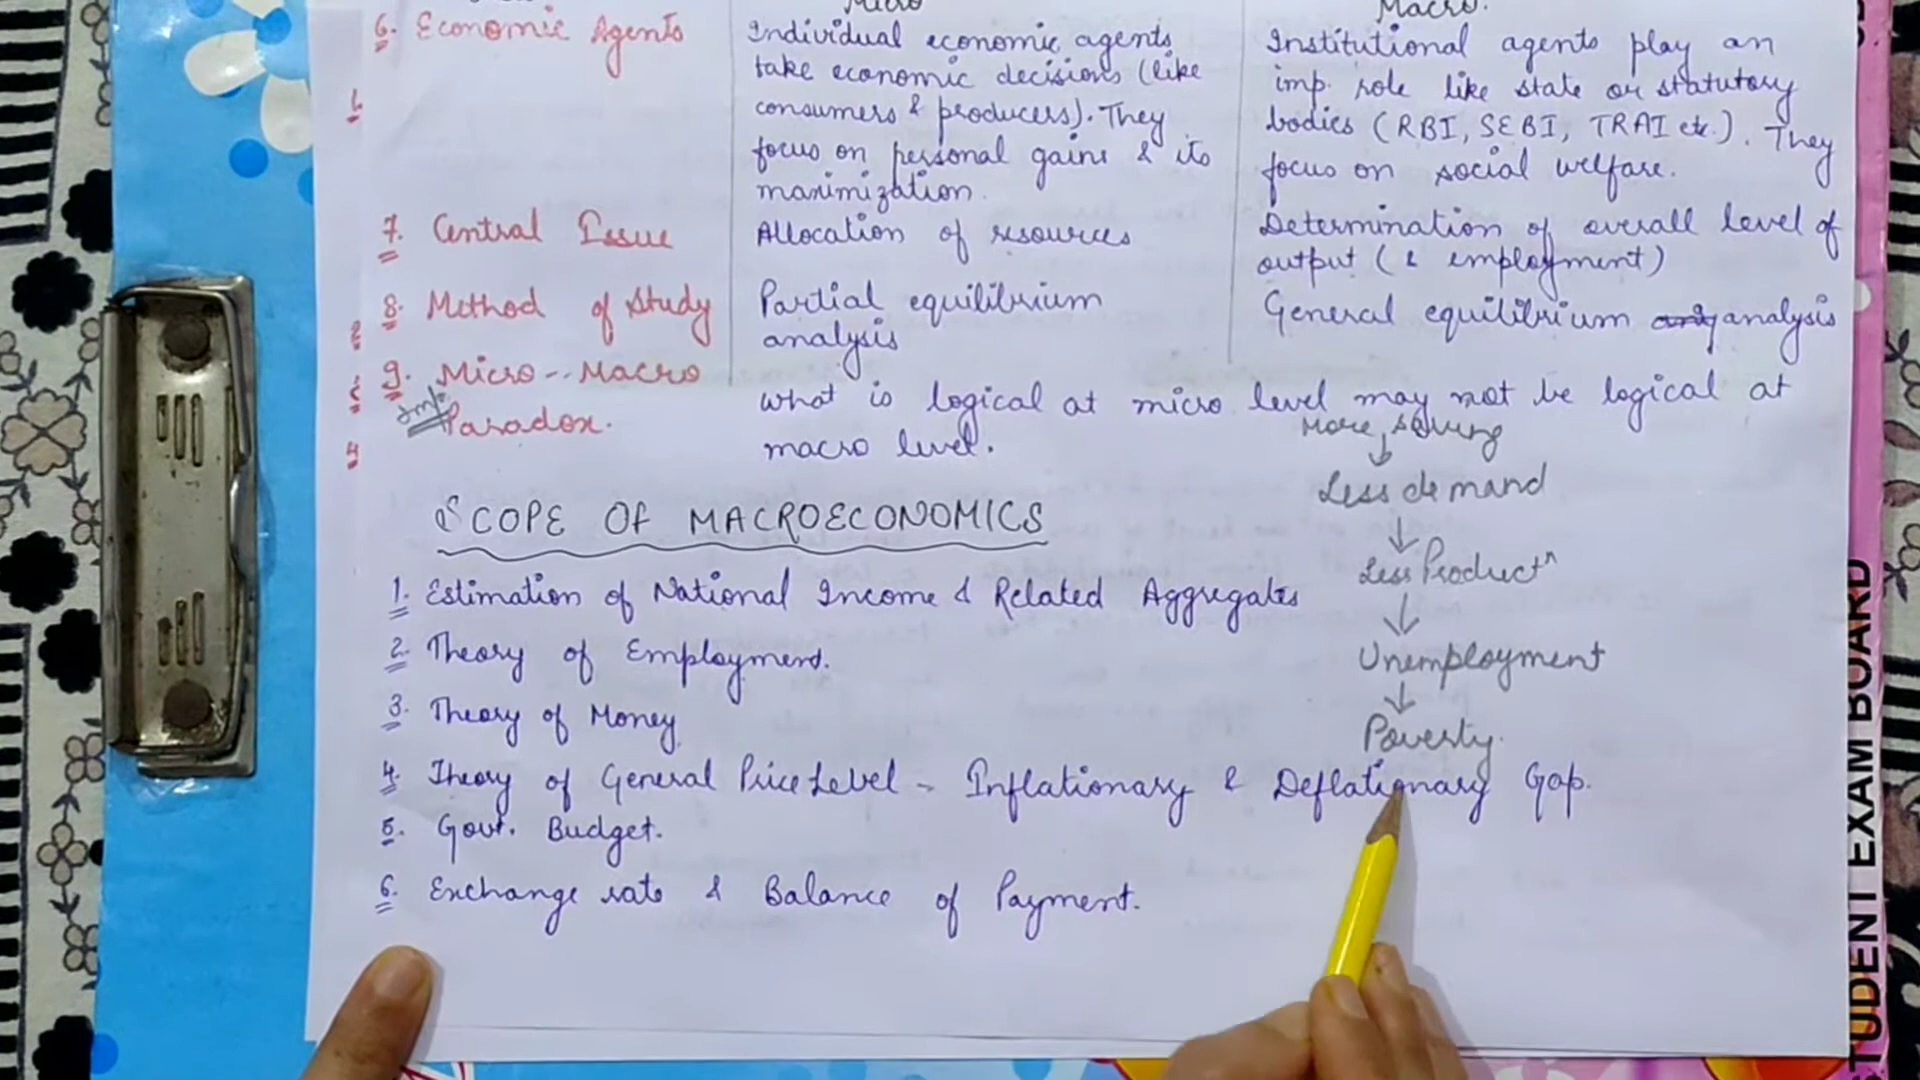 Micro
Macro.
6. Economic Agents
Individual economic agents
take economic decisions (like
consumers & producers). They
focus on personal gains & its
maximization.
Institutional agents play an
imp. role like state or statutory
bodies (RBI, SEBI, TRAI etc.). They
focus on social welfare.
7. Central Issue
Allocation of resources
Determination of overall level of
output (& employment)
8. Method of Study
Partial equilibrium
analysis
General equilibrium analysis
9. Micro-Macro
Imp. Paradox.
What is logical at micro level may not be logical at
macro level.
More saving
↓
Less demand
↓
Less Productⁿ
↓
Unemployment
↓
Poverty.
SCOPE OF MACROECONOMICS
1. Estimation of National Income & Related Aggregates
2. Theory of Employment.
3. Theory of Money
4. Theory of General Price Level - Inflationary & Deflationary Gap.
5. Govt. Budget.
6. Exchange rate & Balance of Payment.
STUDENT EXAM BOARD